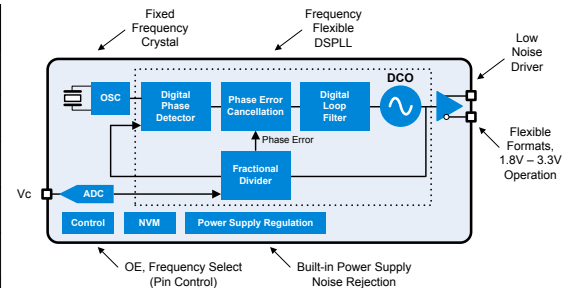 Fixed
Frequency
Crystal
Frequency
Flexible
DSPLL
Low
Noise
Driver
OSC
Digital
Phase
Detector
Phase Error
Cancellation
Digital
Loop
Filter
DCO
Phase Error
Fractional
Divider
Flexible
Formats,
1.8V – 3.3V
Operation
Vc
ADC
Control
NVM
Power Supply Regulation
OE, Frequency Select
(Pin Control)
Built-in Power Supply
Noise Rejection